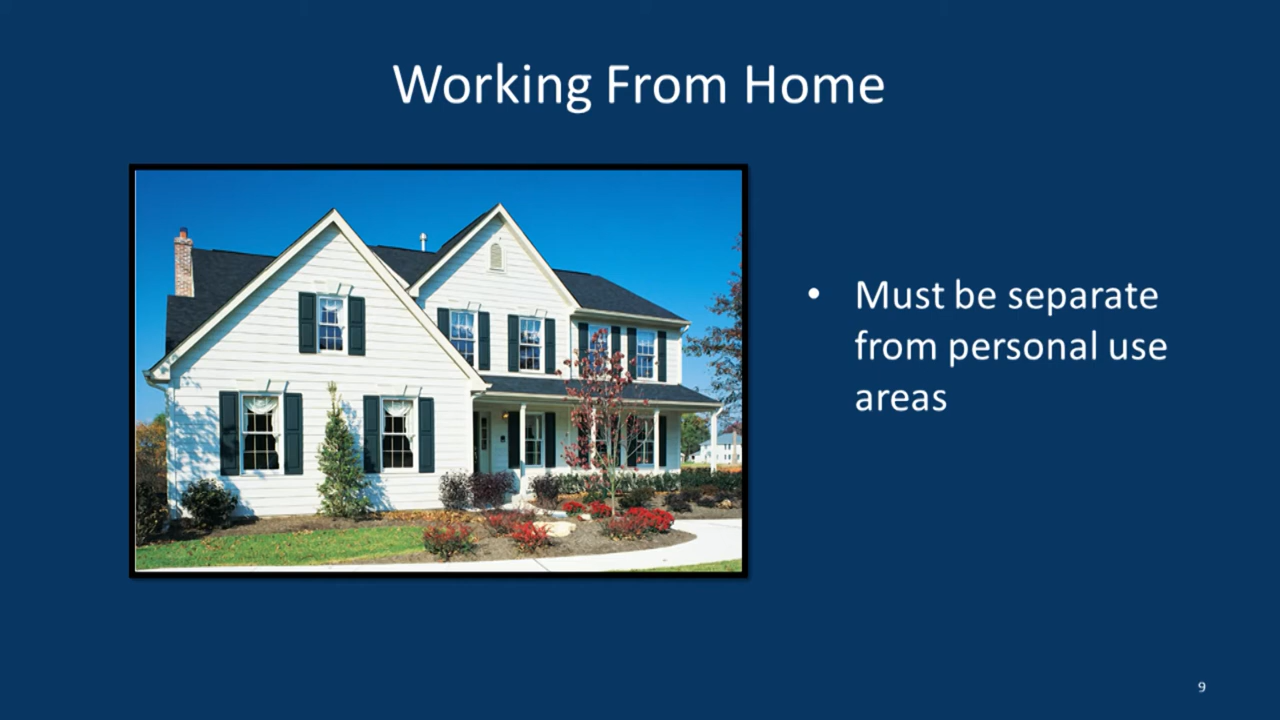 Working From Home
• Must be separate
from personal use
areas
9